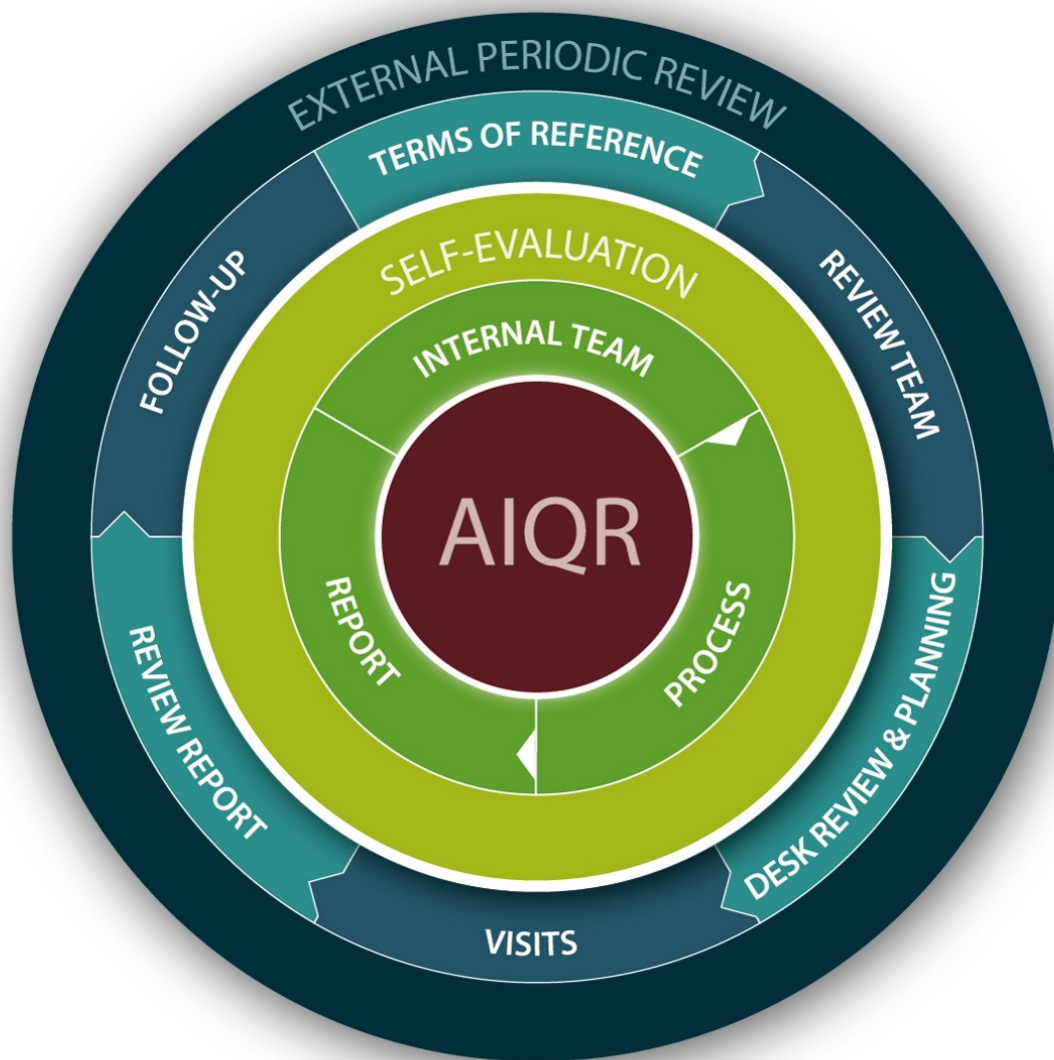 EXTERNAL PERIODIC REVIEW
TERMS OF REFERENCE
REVIEW TEAM
DESK REVIEW & PLANNING
VISITS
REVIEW REPORT
FOLLOW-UP
SELF-EVALUATION
INTERNAL TEAM
PROCESS
REPORT
AIQR